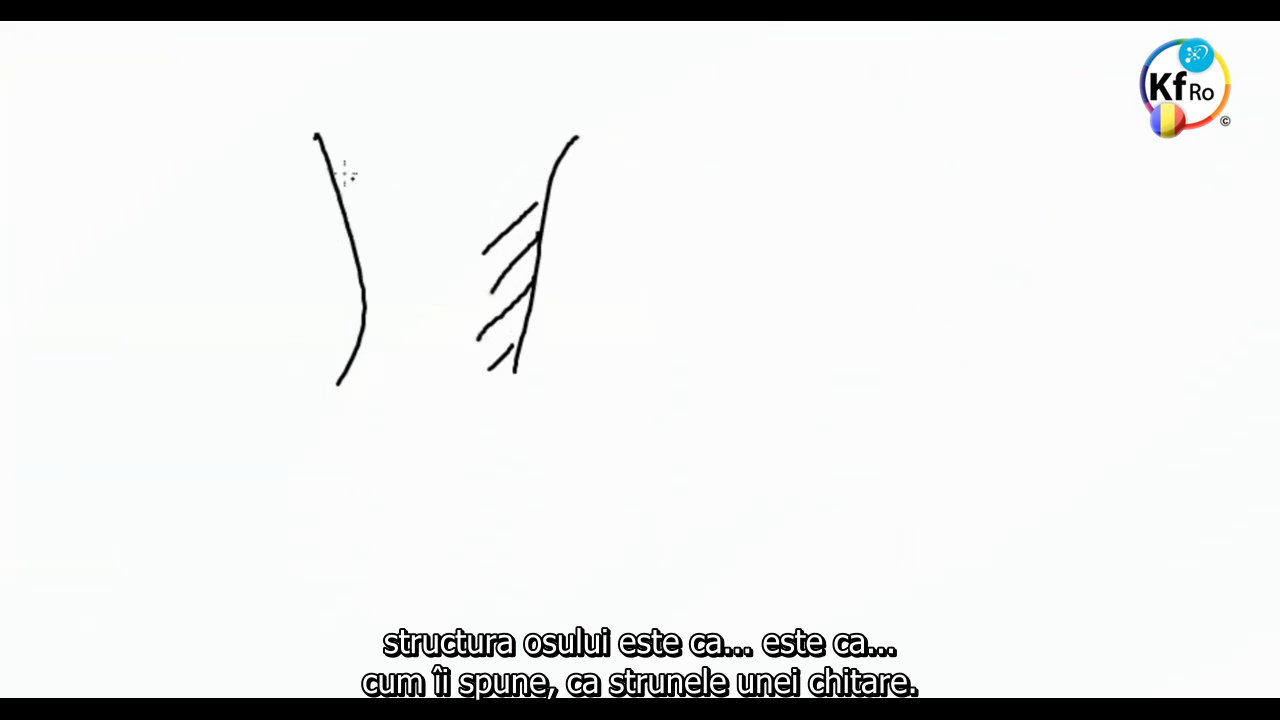 Kf Ro
©
structura osului este ca... este ca...
cum îi spune, ca strunele unei chitare.